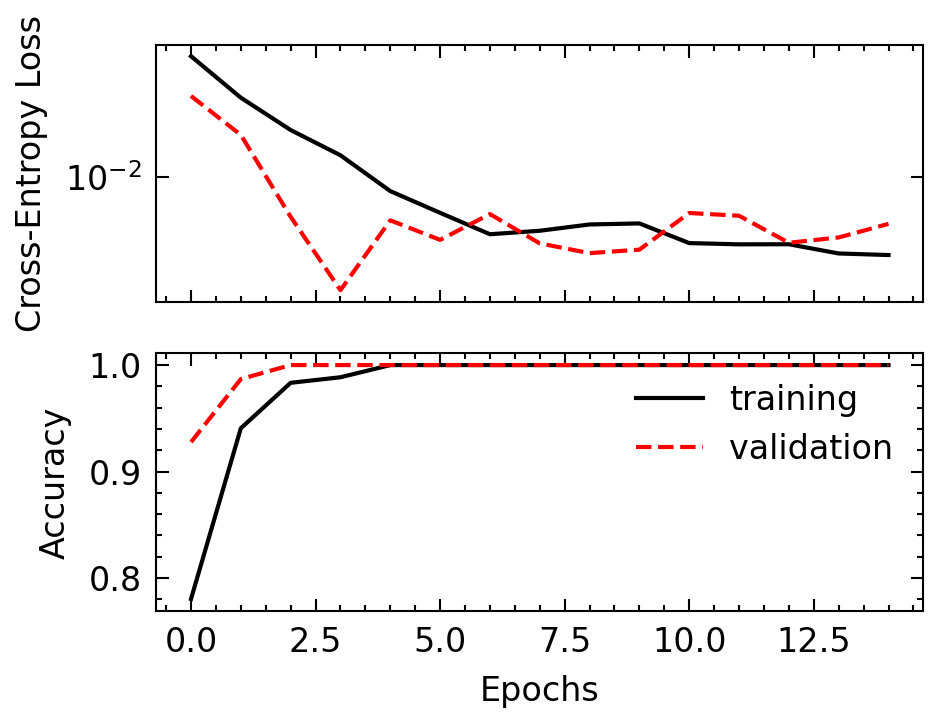 Cross-Entropy Loss
10⁻²
Accuracy
1.0
0.9
0.8
training
validation
0.0 2.5 5.0 7.5 10.0 12.5
Epochs